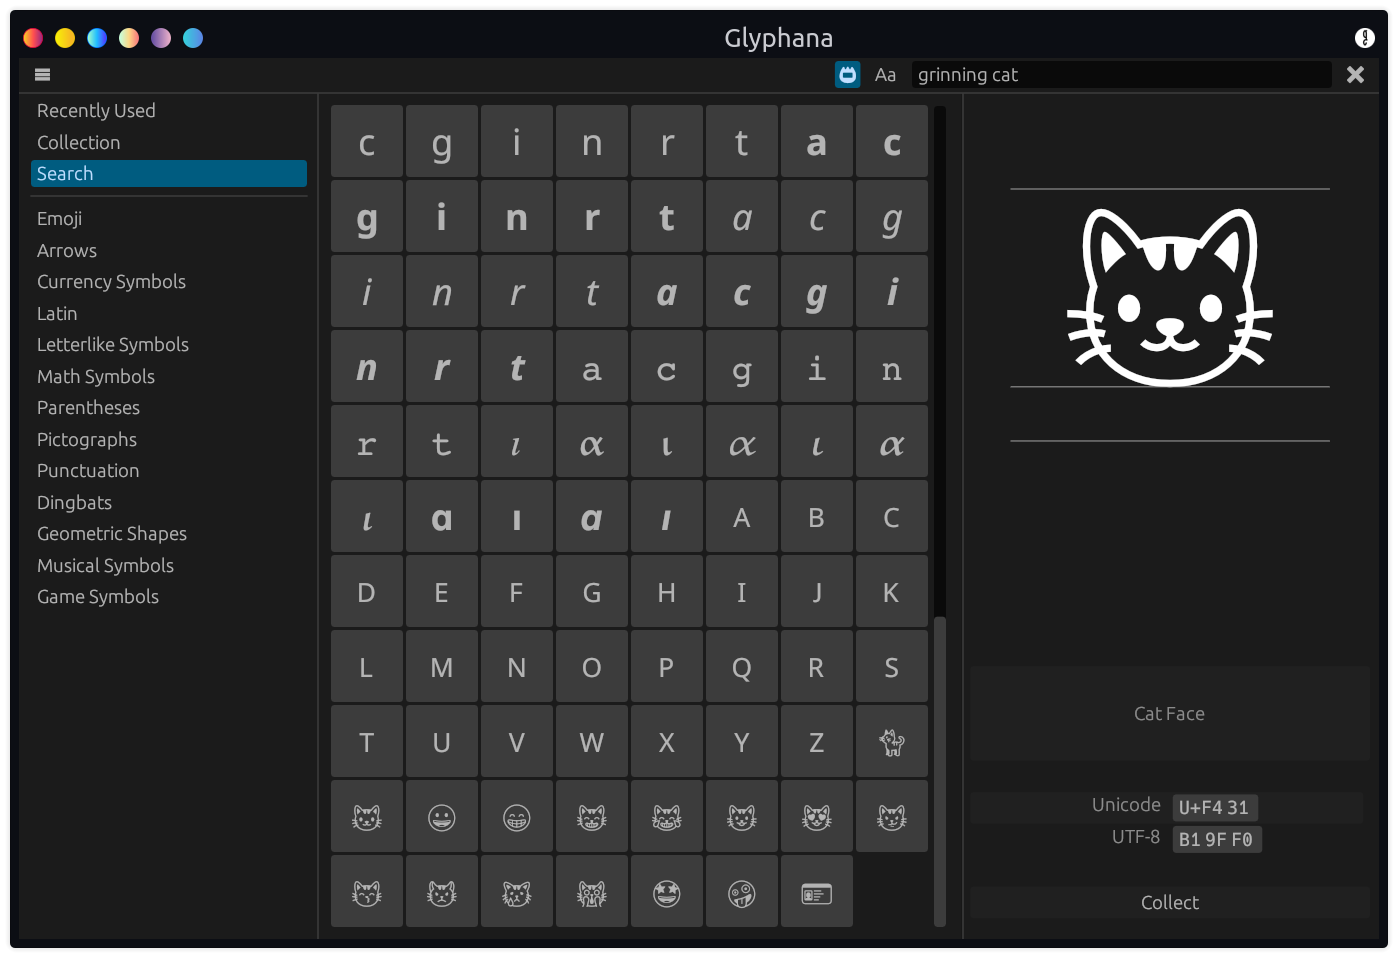 Glyphana
Aa grinning cat
Recently Used
Collection
Search
Emoji
Arrows
Currency Symbols
Latin
Letterlike Symbols
Math Symbols
Parentheses
Pictographs
Punctuation
Dingbats
Geometric Shapes
Musical Symbols
Game Symbols
c g i n r t a c
g i n r t a c g
i n r t a c g i
n r t a c g i n
r t ι α ι α ι α
ι α ι α ι A B C
D E F G H I J K
L M N O P Q R S
T U V W X Y Z
Cat Face
Unicode U+F4 31
UTF-8 B1 9F F0
Collect